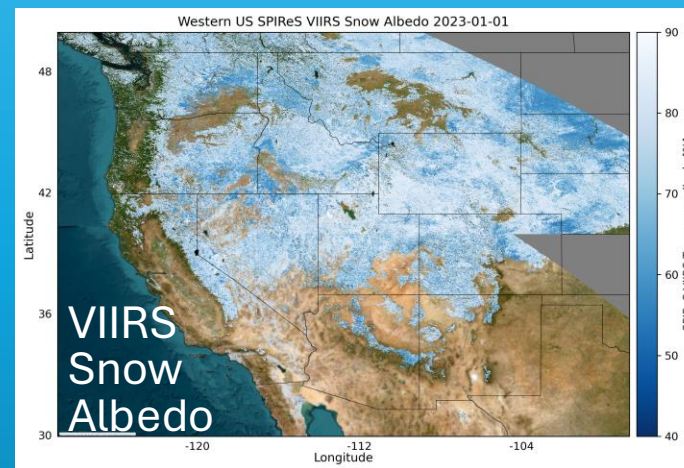 Western US SPIReS VIIRS Snow Albedo 2023-01-01
90
80
70
60
50
40
48
42
36
30
Latitude
-120
-112
-104
Longitude
VIIRS
Snow
Albedo